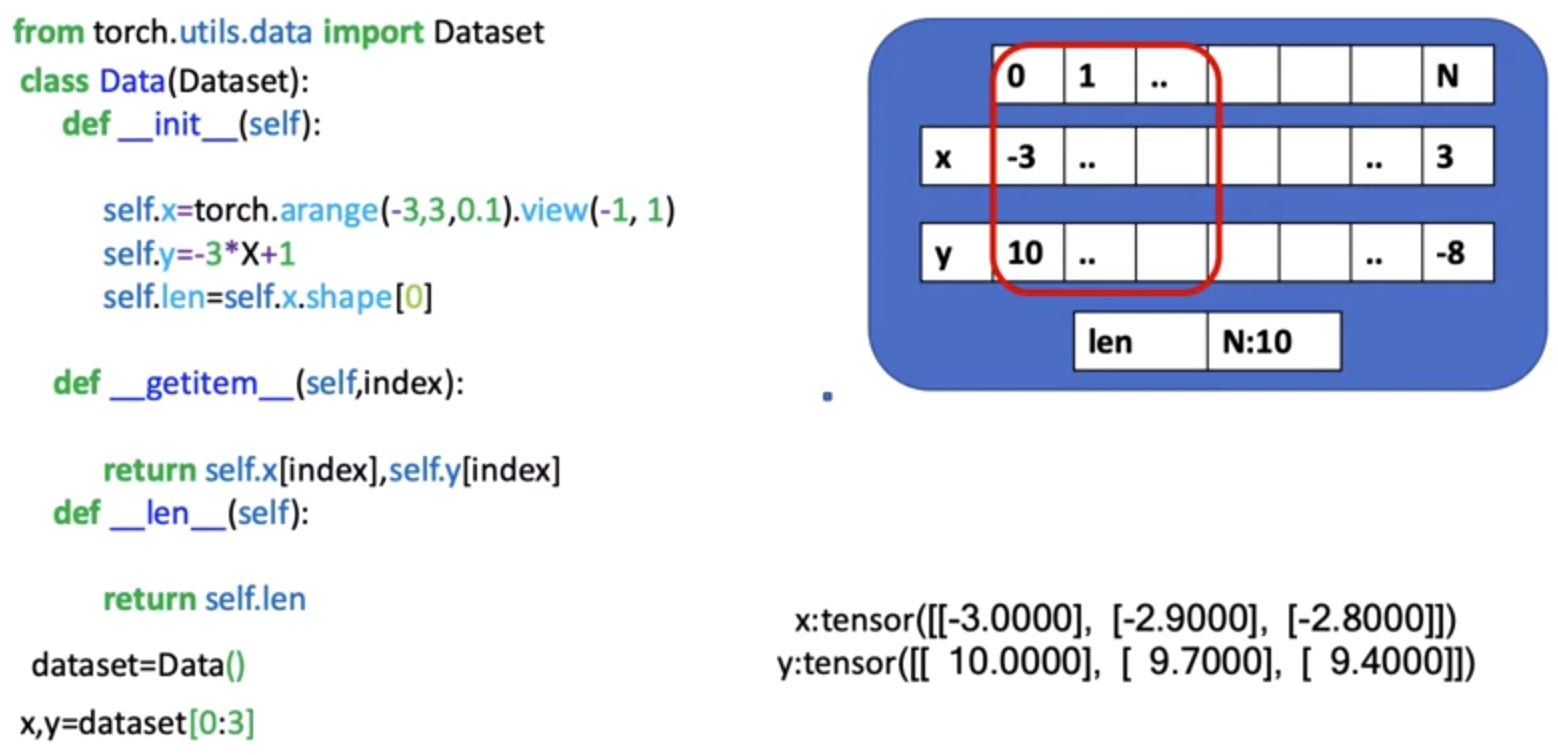 from torch.utils.data import Dataset
class Data(Dataset):
def __init__(self):
self.x=torch.arange(-3,3,0.1).view(-1, 1)
self.y=-3*X+1
self.len=self.x.shape[0]
def __getitem__(self,index):
return self.x[index],self.y[index]
def __len__(self):
return self.len
dataset=Data()
x,y=dataset[0:3]
0 1 .. N
x -3 .. .. 3
y 10 .. .. -8
len N:10
x:tensor([[-3.0000], [-2.9000], [-2.8000]])
y:tensor([[ 10.0000], [ 9.7000], [ 9.4000]])